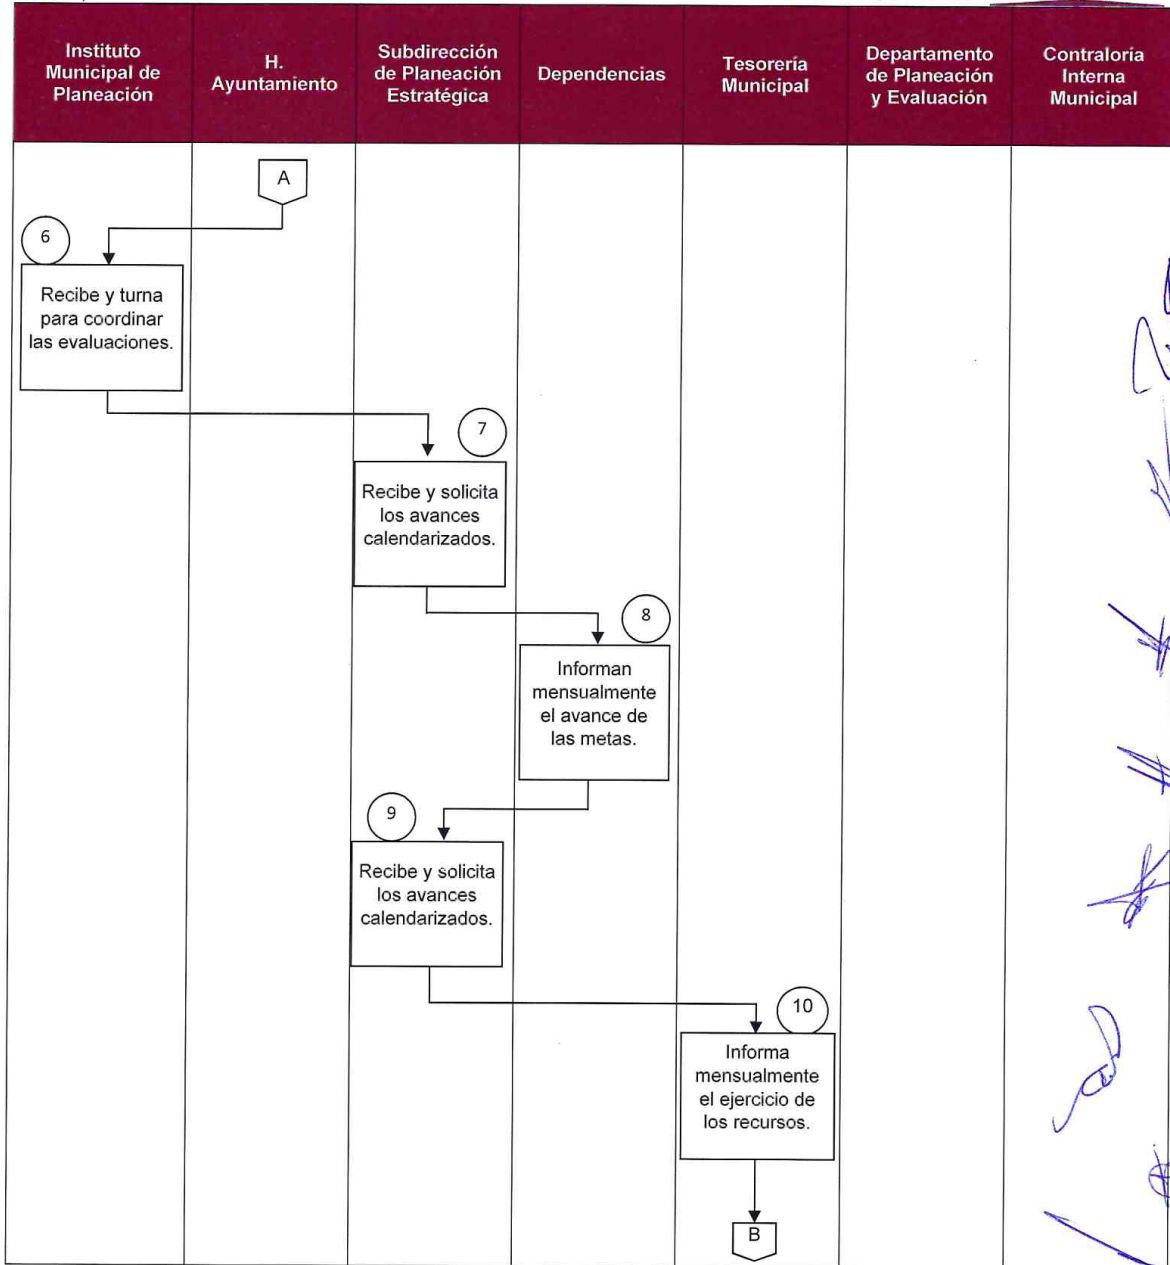 Instituto
Municipal de
Planeación
H.
Ayuntamiento
Subdirección
de Planeación
Estratégica
Dependencias
Tesorería
Municipal
Departamento
de Planeación
y Evaluación
Contraloría
Interna
Municipal
A
6
Recibe y turna
para coordinar
las evaluaciones.
7
Recibe y solicita
los avances
calendarizados.
8
Informan
mensualmente
el avance de
las metas.
9
Recibe y solicita
los avances
calendarizados.
10
Informa
mensualmente
el ejercicio de
los recursos.
B